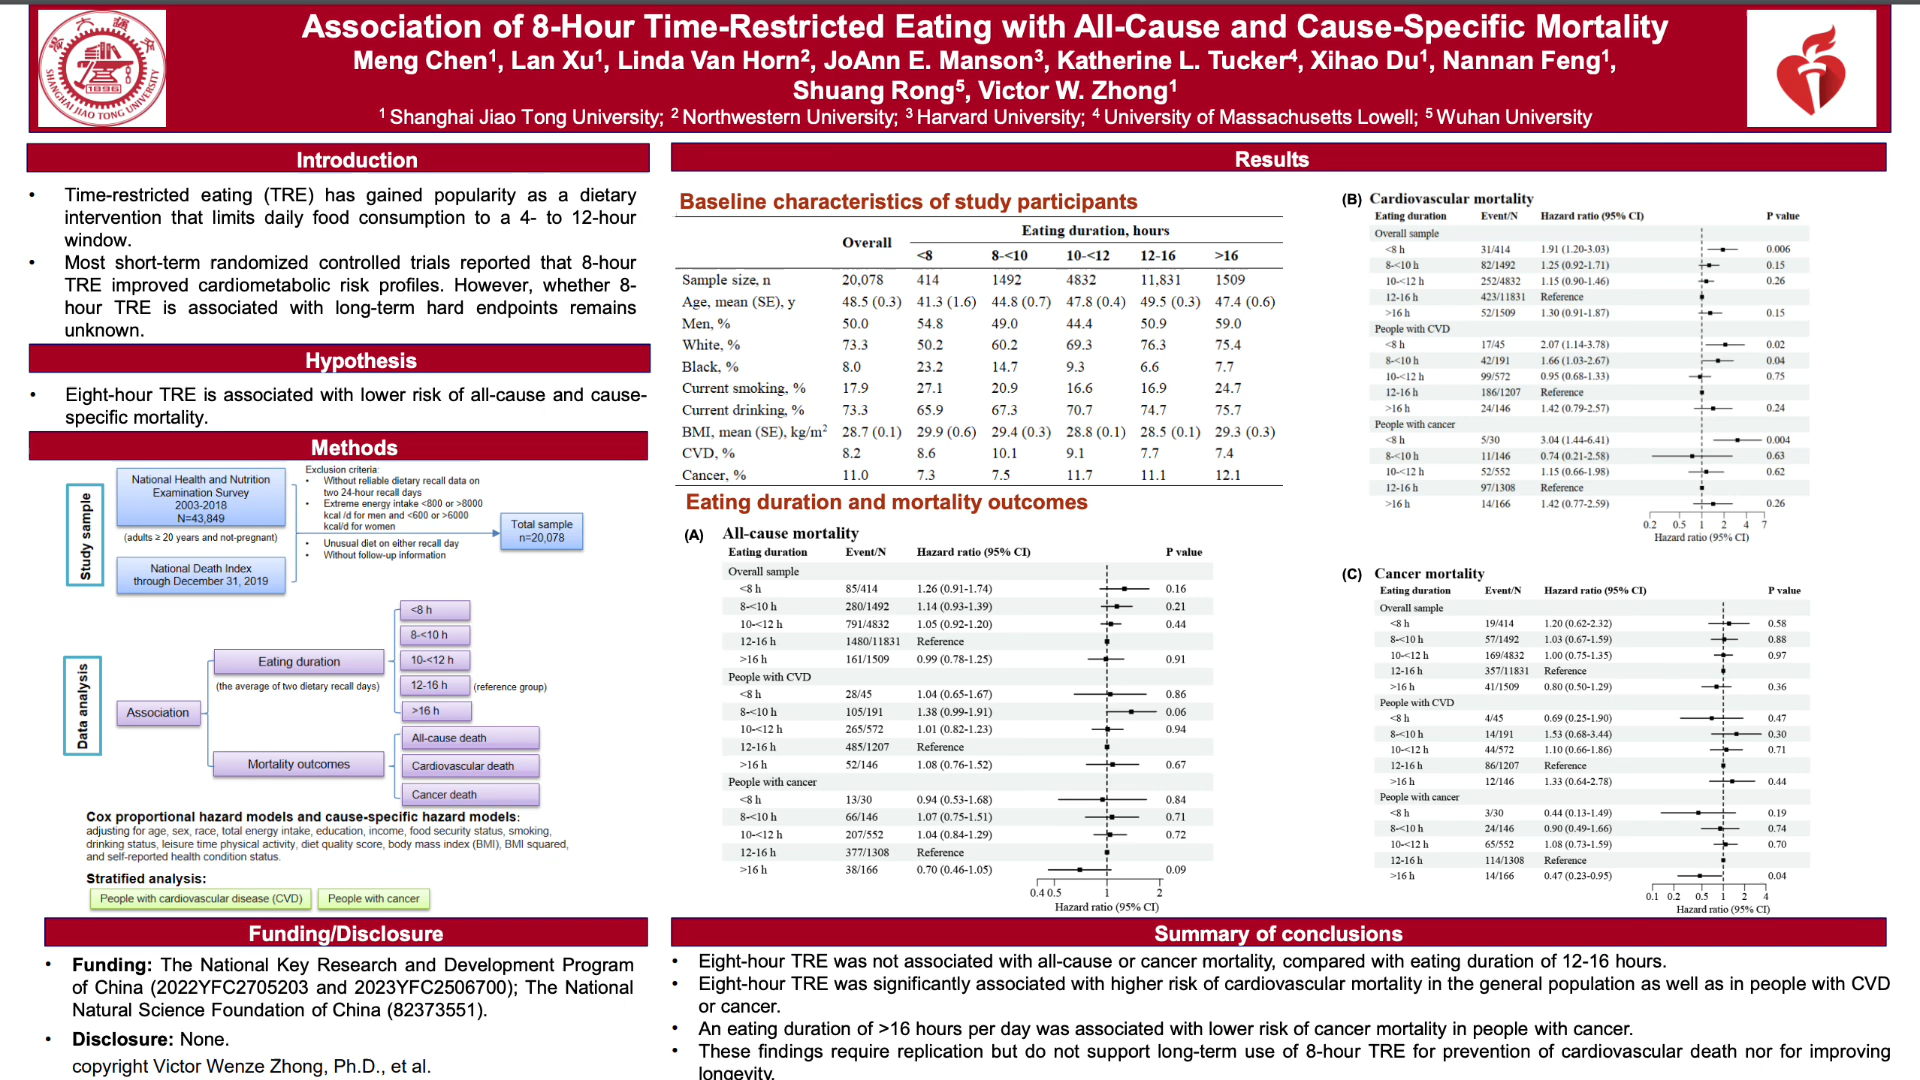 Association of 8-Hour Time-Restricted Eating with All-Cause and Cause-Specific Mortality
Meng Chen¹, Lan Xu¹, Linda Van Horn², JoAnn E. Manson³, Katherine L. Tucker⁴, Xihao Du¹, Nannan Feng¹,
Shuang Rong⁵, Victor W. Zhong¹
¹ Shanghai Jiao Tong University; ² Northwestern University; ³ Harvard University; ⁴ University of Massachusetts Lowell; ⁵ Wuhan University
SHANGHAI JIAO TONG UNIVERSITY
1896
Introduction
• Time-restricted eating (TRE) has gained popularity as a dietary
intervention that limits daily food consumption to a 4- to 12-hour
window.
• Most short-term randomized controlled trials reported that 8-hour
TRE improved cardiometabolic risk profiles. However, whether 8-
hour TRE is associated with long-term hard endpoints remains
unknown.
Hypothesis
• Eight-hour TRE is associated with lower risk of all-cause and cause-
specific mortality.
Methods
Study sample
National Health and Nutrition
Examination Survey
2003-2018
N=43,849
(adults ≥ 20 years and not-pregnant)
National Death Index
through December 31, 2019
Exclusion criteria:
• Without reliable dietary recall data on
two 24-hour recall days
• Extreme energy intake <800 or >8000
kcal /d for men and <600 or >6000
kcal/d for women
• Unusual diet on either recall day
• Without follow-up information
Total sample
n=20,078
Data analysis
Association
Eating duration
(the average of two dietary recall days)
<8 h
8-<10 h
10-<12 h
12-16 h (reference group)
>16 h
Mortality outcomes
All-cause death
Cardiovascular death
Cancer death
Cox proportional hazard models and cause-specific hazard models:
adjusting for age, sex, race, total energy intake, education, income, food security status, smoking,
drinking status, leisure time physical activity, diet quality score, body mass index (BMI), BMI squared,
and self-reported health condition status.
Stratified analysis:
People with cardiovascular disease (CVD) People with cancer
Funding/Disclosure
• Funding: The National Key Research and Development Program
of China (2022YFC2705203 and 2023YFC2506700); The National
Natural Science Foundation of China (82373551).
• Disclosure: None.
copyright Victor Wenze Zhong, Ph.D., et al.
Results
Baseline characteristics of study participants
Overall Eating duration, hours
<8 8-<10 10-<12 12-16 >16
Sample size, n 20,078 414 1492 4832 11,831 1509
Age, mean (SE), y 48.5 (0.3) 41.3 (1.6) 44.8 (0.7) 47.8 (0.4) 49.5 (0.3) 47.4 (0.6)
Men, % 50.0 54.8 49.0 44.4 50.9 59.0
White, % 73.3 50.2 60.2 69.3 76.3 75.4
Black, % 8.0 23.2 14.7 9.3 6.6 7.7
Current smoking, % 17.9 27.1 20.9 16.6 16.9 24.7
Current drinking, % 73.3 65.9 67.3 70.7 74.7 75.7
BMI, mean (SE), kg/m² 28.7 (0.1) 29.9 (0.6) 29.4 (0.3) 28.8 (0.1) 28.5 (0.1) 29.3 (0.3)
CVD, % 8.2 8.6 10.1 9.1 7.7 7.4
Cancer, % 11.0 7.3 7.5 11.7 11.1 12.1
Eating duration and mortality outcomes
(A) All-cause mortality
Eating duration Event/N Hazard ratio (95% CI) P value
Overall sample
<8 h 85/414 1.26 (0.91-1.74) 0.16
8-<10 h 280/1492 1.14 (0.93-1.39) 0.21
10-<12 h 791/4832 1.05 (0.92-1.20) 0.44
12-16 h 1480/11831 Reference
>16 h 161/1509 0.99 (0.78-1.25) 0.91
People with CVD
<8 h 28/45 1.04 (0.65-1.67) 0.86
8-<10 h 105/191 1.38 (0.99-1.91) 0.06
10-<12 h 265/572 1.01 (0.82-1.23) 0.94
12-16 h 485/1207 Reference
>16 h 52/146 1.08 (0.76-1.52) 0.67
People with cancer
<8 h 13/30 0.94 (0.53-1.68) 0.84
8-<10 h 66/146 1.07 (0.75-1.51) 0.71
10-<12 h 207/552 1.04 (0.84-1.29) 0.72
12-16 h 377/1308 Reference
>16 h 38/166 0.70 (0.46-1.05) 0.09
0.4 0.5 1 2
Hazard ratio (95% CI)
(B) Cardiovascular mortality
Eating duration Event/N Hazard ratio (95% CI) P value
Overall sample
<8 h 31/414 1.91 (1.20-3.03) 0.006
8-<10 h 82/1492 1.25 (0.92-1.71) 0.15
10-<12 h 252/4832 1.15 (0.90-1.46) 0.26
12-16 h 423/11831 Reference
>16 h 52/1509 1.30 (0.91-1.87) 0.15
People with CVD
<8 h 17/45 2.07 (1.14-3.78) 0.02
8-<10 h 42/191 1.66 (1.03-2.67) 0.04
10-<12 h 99/572 0.95 (0.68-1.33) 0.75
12-16 h 186/1207 Reference
>16 h 24/146 1.42 (0.79-2.57) 0.24
People with cancer
<8 h 5/30 3.04 (1.44-6.41) 0.004
8-<10 h 11/146 0.74 (0.21-2.58) 0.63
10-<12 h 52/552 1.15 (0.66-1.98) 0.62
12-16 h 97/1308 Reference
>16 h 14/166 1.42 (0.77-2.59) 0.26
0.2 0.5 1 2 4 7
Hazard ratio (95% CI)
(C) Cancer mortality
Eating duration Event/N Hazard ratio (95% CI) P value
Overall sample
<8 h 19/414 1.20 (0.62-2.32) 0.58
8-<10 h 57/1492 1.03 (0.67-1.59) 0.88
10-<12 h 169/4832 1.00 (0.75-1.35) 0.97
12-16 h 357/11831 Reference
>16 h 41/1509 0.80 (0.50-1.29) 0.36
People with CVD
<8 h 4/45 0.69 (0.25-1.90) 0.47
8-<10 h 14/191 1.53 (0.68-3.44) 0.30
10-<12 h 44/572 1.10 (0.66-1.86) 0.71
12-16 h 86/1207 Reference
>16 h 12/146 1.33 (0.64-2.78) 0.44
People with cancer
<8 h 3/30 0.44 (0.13-1.49) 0.19
8-<10 h 24/146 0.90 (0.49-1.66) 0.74
10-<12 h 65/552 1.08 (0.73-1.59) 0.70
12-16 h 114/1308 Reference
>16 h 14/166 0.47 (0.23-0.95) 0.04
0.1 0.2 0.5 1 2 4
Hazard ratio (95% CI)
Summary of conclusions
• Eight-hour TRE was not associated with all-cause or cancer mortality, compared with eating duration of 12-16 hours.
• Eight-hour TRE was significantly associated with higher risk of cardiovascular mortality in the general population as well as in people with CVD
or cancer.
• An eating duration of >16 hours per day was associated with lower risk of cancer mortality in people with cancer.
• These findings require replication but do not support long-term use of 8-hour TRE for prevention of cardiovascular death nor for improving
longevity.